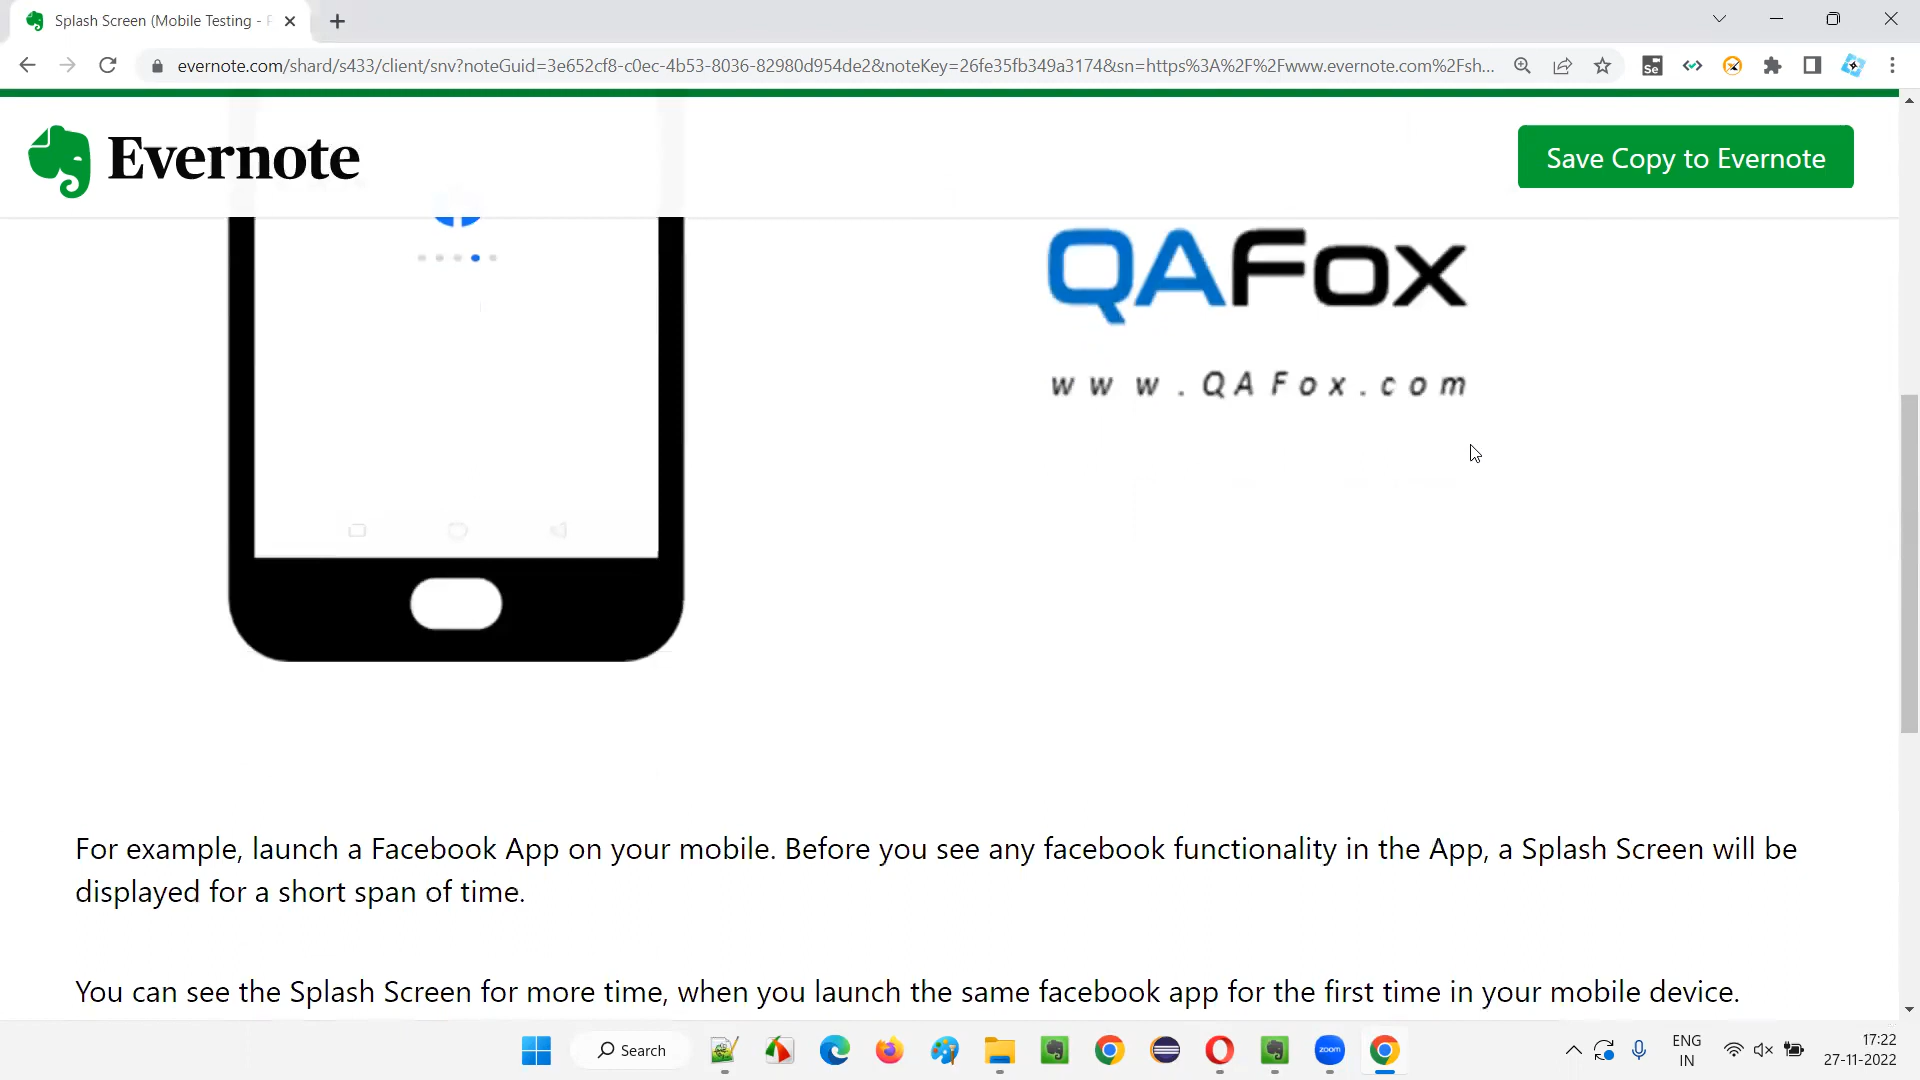 Splash Screen (Mobile Testing - F
evernote.com/shard/s433/client/snv?noteGuid=3e652cf8-c0ec-4b53-8036-82980d954de2&noteKey=26fe35fb349a3174&sn=https%3A%2F%2Fwww.evernote.com%2Fsh...
Se
Evernote
Save Copy to Evernote
QAFox
www.QAFox.com
For example, launch a Facebook App on your mobile. Before you see any facebook functionality in the App, a Splash Screen will be
displayed for a short span of time.
You can see the Splash Screen for more time, when you launch the same facebook app for the first time in your mobile device.
Search
zoom
ENG
IN
17:22
27-11-2022